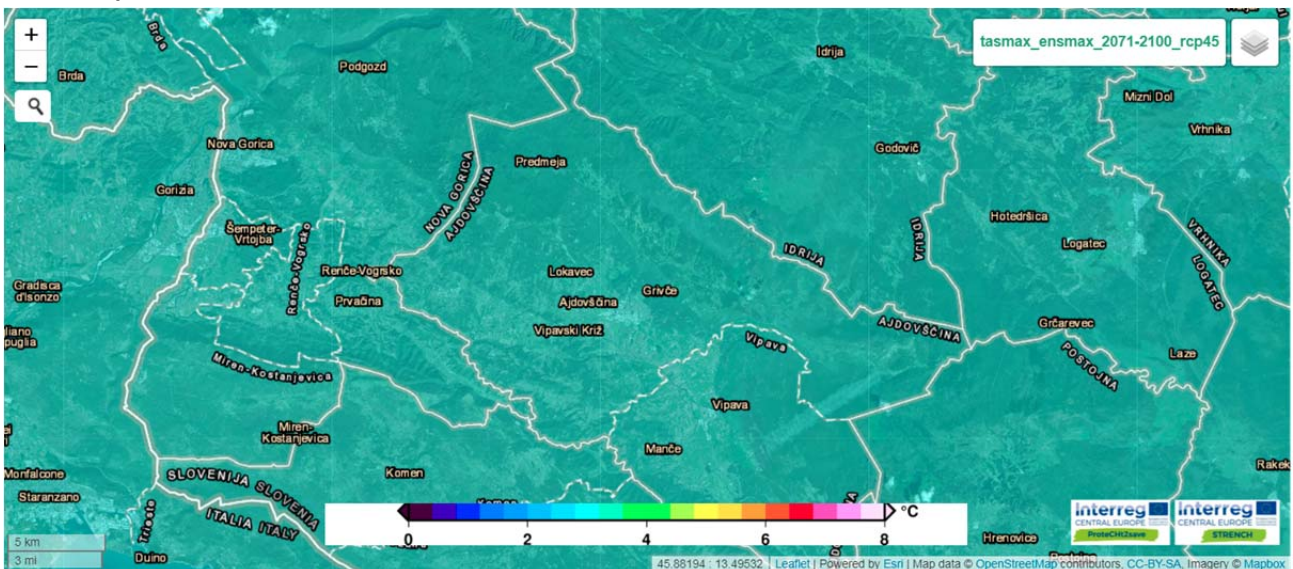 +
−
tasmax_ensmax_2071-2100_rcp45
Brda
Brda
Podgozd
Idrija
Mizni Dol
Vrhnika
Nova Gorica
Godovič
Predmeja
Gorizia
NOVA GORICA
AJDOVŠČINA
Hotedršica
Šempeter-
Vrtojba
IDRIJA
IDRIJA
Logatec
VRHNIKA
LOGATEC
Renče-Vogrsko
Renče-Vogrsko
Lokavec
Gradisca
d'Isonzo
Prvačina
Ajdovščina
Grivče
AJDOVŠČINA
Grčarevec
Vipavski Križ
Vipava
Laze
POSTOJNA
Miren-Kostanjevica
Vipava
Miren-
Kostanjevica
Manče
Komen
Monfalcone
SLOVENIJA SLOVENIA
Rakek
Staranzano
Trieste
ITALIA ITALY
°C
0 2 4 6 8
Interreg
CENTRAL EUROPE
ProteCHt2save
Interreg
CENTRAL EUROPE
STRENCH
5 km
3 mi
Duino
Hrenovice
Postojna
45.88194 : 13.49532 Leaflet | Powered by Esri | Map data © OpenStreetMap contributors, CC-BY-SA, Imagery © Mapbox